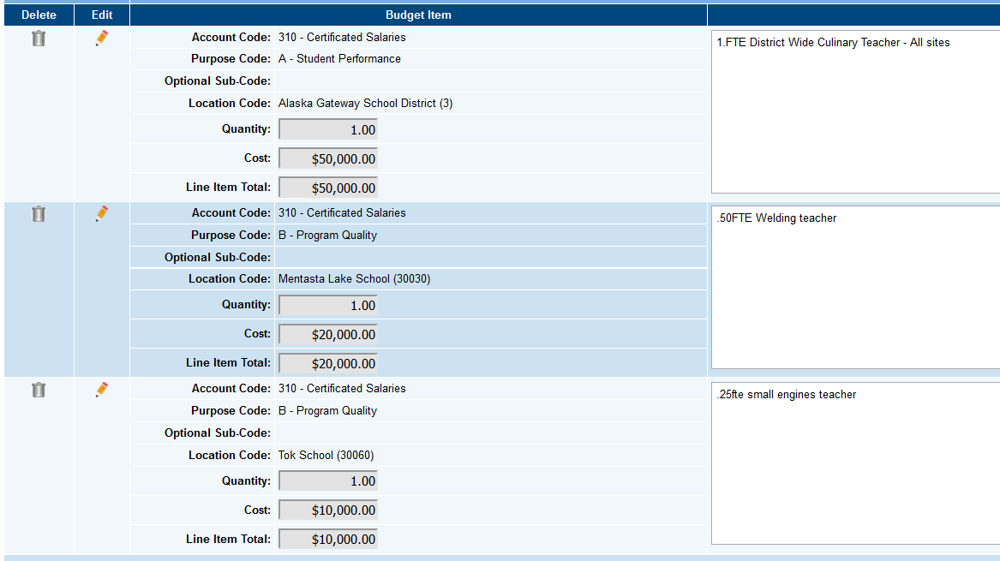 Delete Edit Budget Item
Account Code: 310 - Certificated Salaries
1.FTE District Wide Culinary Teacher - All sites
Purpose Code: A - Student Performance
Optional Sub-Code:
Location Code: Alaska Gateway School District (3)
Quantity: 1.00
Cost: $50,000.00
Line Item Total: $50,000.00
Account Code: 310 - Certificated Salaries
.50FTE Welding teacher
Purpose Code: B - Program Quality
Optional Sub-Code:
Location Code: Mentasta Lake School (30030)
Quantity: 1.00
Cost: $20,000.00
Line Item Total: $20,000.00
Account Code: 310 - Certificated Salaries
.25fte small engines teacher
Purpose Code: B - Program Quality
Optional Sub-Code:
Location Code: Tok School (30060)
Quantity: 1.00
Cost: $10,000.00
Line Item Total: $10,000.00